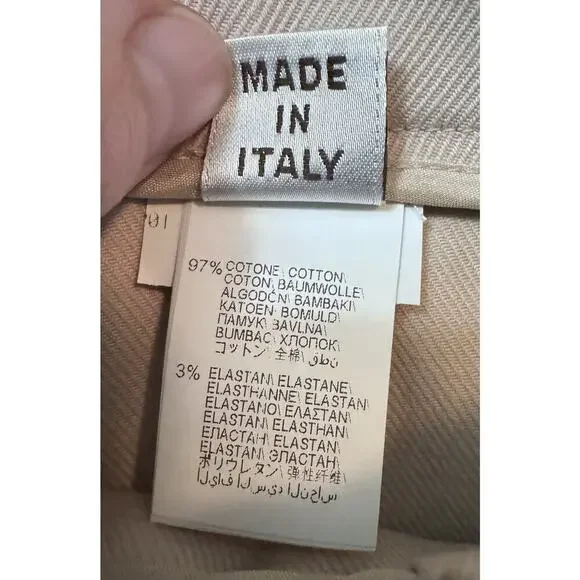 MADE
IN
ITALY
97% COTONE\ COTTON\
COTON\ BAUMWOLLE\
ALGODÓN\ BAMBAKI\
KATOEN\ BOMULD\
ПАМУК\ BAVLNA\
BUMBAC\ ХЛОПОК\
コットン\ 全棉\ قطن\
3% ELASTAN\ ELASTANE\
ELASTHANNE\ ELASTAN\
ELASTANO\ ΕΛΑΣΤΑΝ\
ELASTAN\ ELASTHAN\
ЕЛАСТАН\ ELASTAN\
ELASTAN\ ЭЛАСТАН\
ポリウレタン\ 弹性纤维\